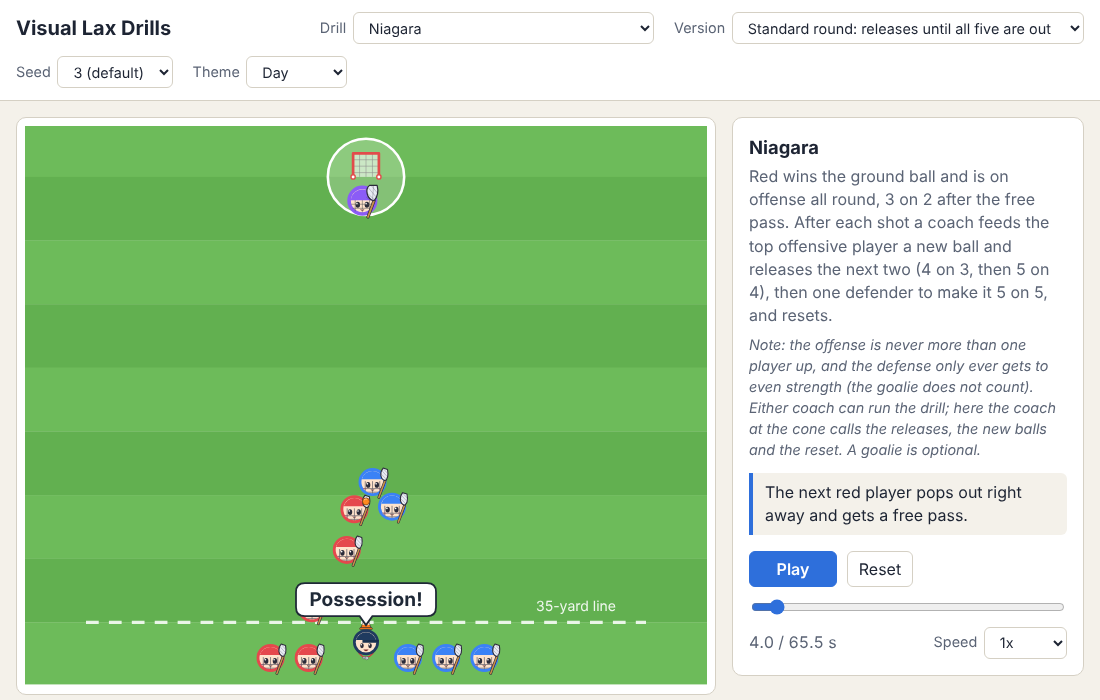 Visual Lax Drills
Drill
Niagara
Version
Standard round: releases until all five are out
Seed
3 (default)
Theme
Day
Possession!
35-yard line
Niagara
Red wins the ground ball and is on
offense all round, 3 on 2 after the free
pass. After each shot a coach feeds the
top offensive player a new ball and
releases the next two (4 on 3, then 5 on
4), then one defender to make it 5 on 5,
and resets.
Note: the offense is never more than one
player up, and the defense only ever gets to
even strength (the goalie does not count).
Either coach can run the drill; here the coach
at the cone calls the releases, the new balls
and the reset. A goalie is optional.
The next red player pops out right
away and gets a free pass.
Play
Reset
4.0 / 65.5 s
Speed
1x